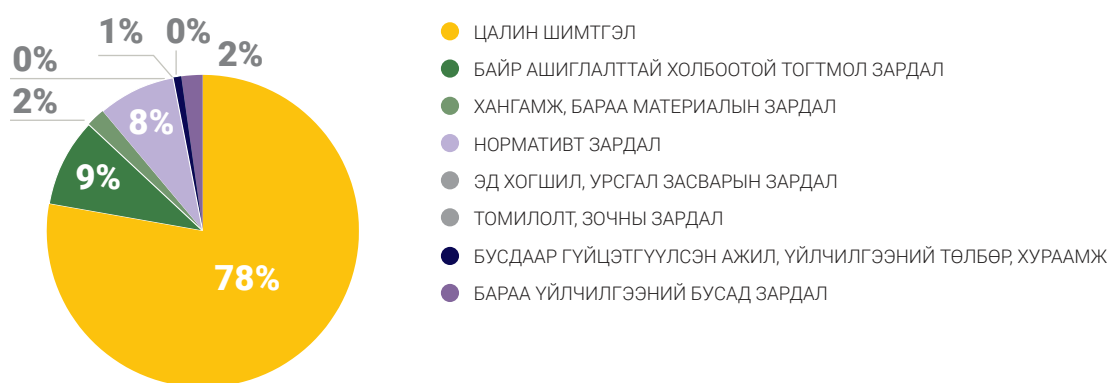 1% 0%
0% 2%
2%
8%
9%
78%
ЦАЛИН ШИМТГЭЛ
БАЙР АШИГЛАЛТТАЙ ХОЛБООТОЙ ТОГТМОЛ ЗАРДАЛ
ХАНГАМЖ, БАРАА МАТЕРИАЛЫН ЗАРДАЛ
НОРМАТИВТ ЗАРДАЛ
ЭД ХОГШИЛ, УРСГАЛ ЗАСВАРЫН ЗАРДАЛ
ТОМИЛОЛТ, ЗОЧНЫ ЗАРДАЛ
БУСДААР ГҮЙЦЭТГҮҮЛСЭН АЖИЛ, ҮЙЛЧИЛГЭЭНИЙ ТӨЛБӨР, ХУРААМЖ
БАРАА ҮЙЛЧИЛГЭЭНИЙ БУСАД ЗАРДАЛ